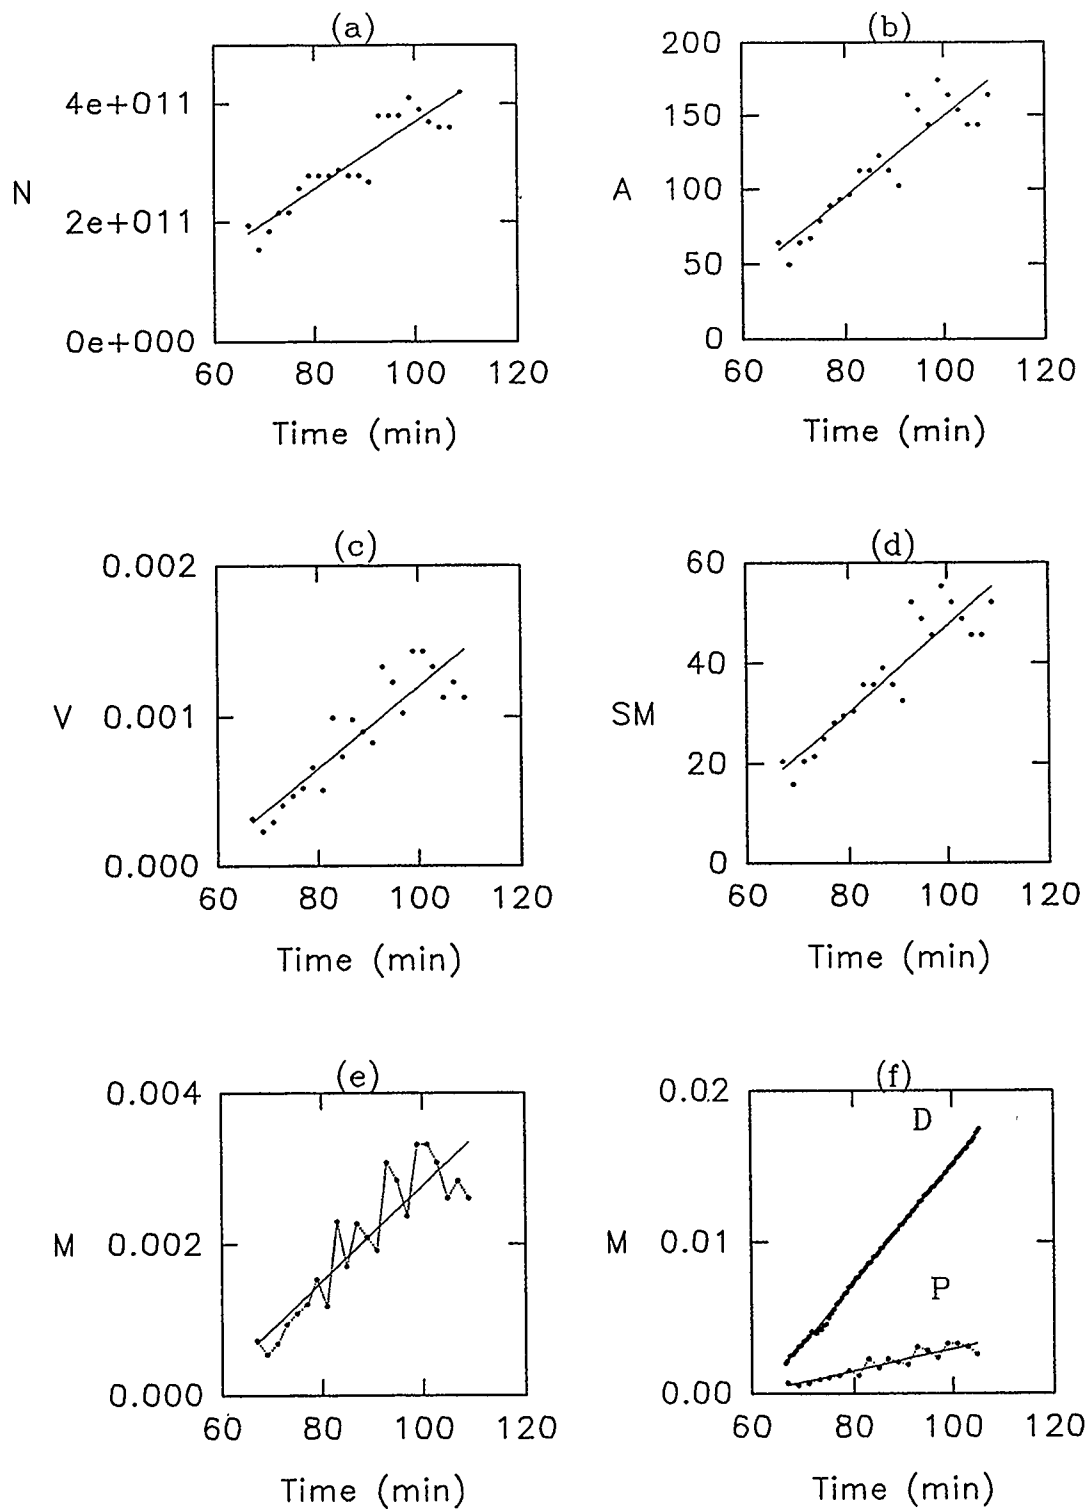 (a)
4e+011
N
2e+011
0e+000
60 80 100 120
Time (min)
(b)
200
150
A
100
50
0
60 80 100 120
Time (min)
(c)
0.002
V
0.001
0.000
60 80 100 120
Time (min)
(d)
60
40
SM
20
0
60 80 100 120
Time (min)
(e)
0.004
M
0.002
0.000
60 80 100 120
Time (min)
(f)
0.02
D
M
0.01
P
0.00
60 80 100 120
Time (min)